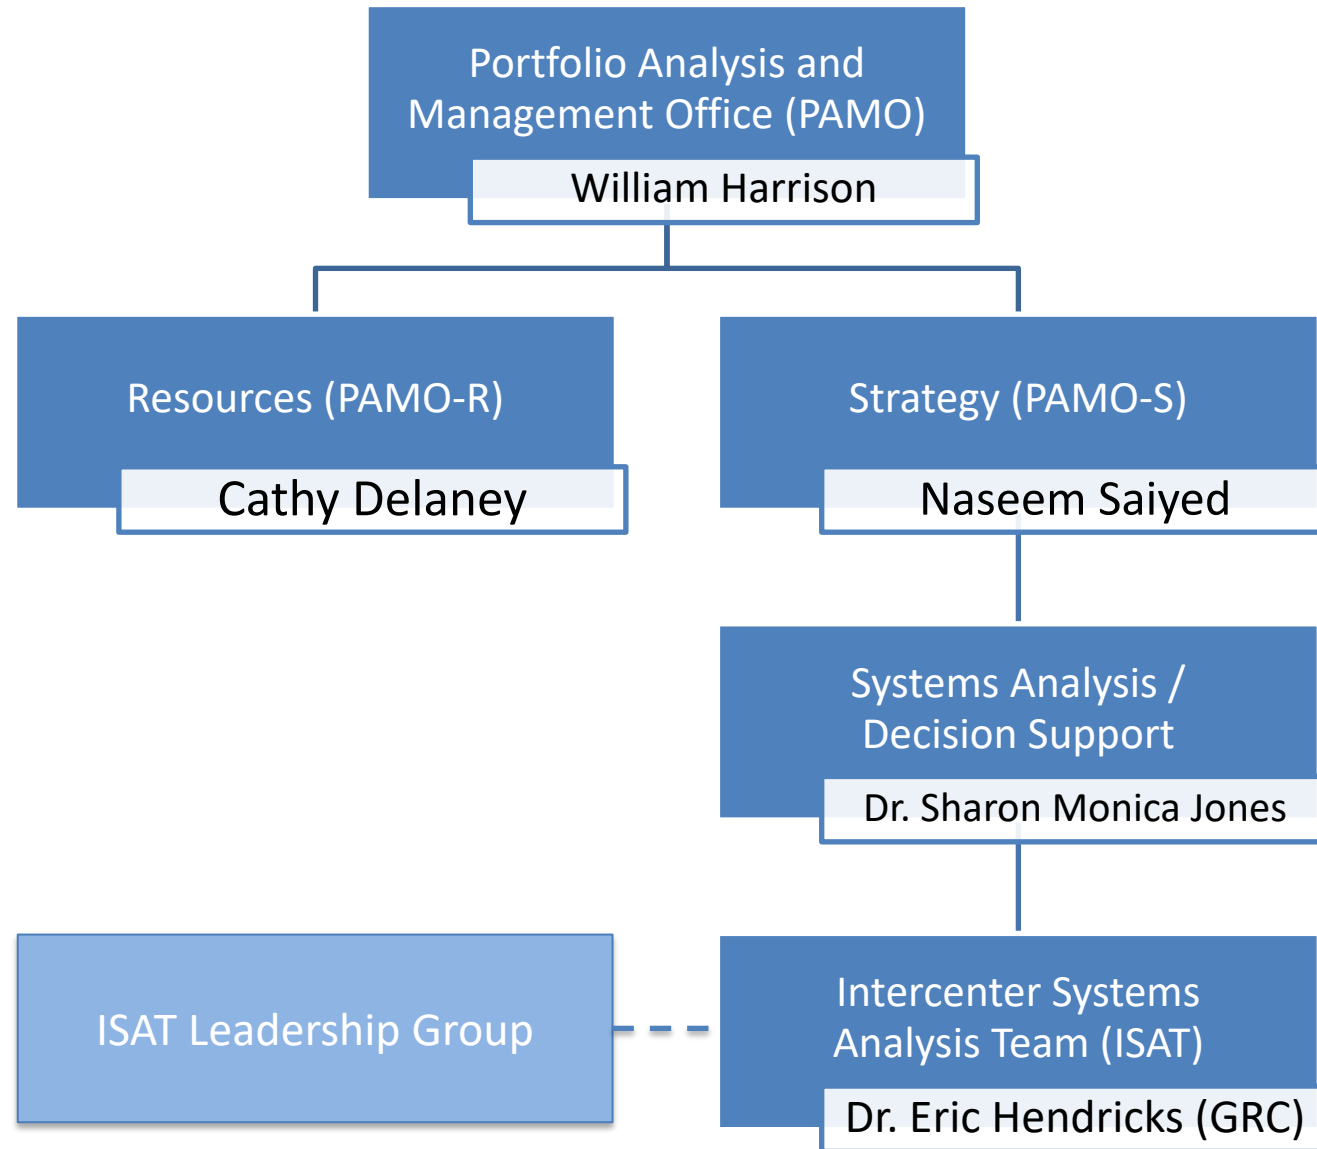 Portfolio Analysis and
Management Office (PAMO)
William Harrison
Resources (PAMO-R)
Cathy Delaney
Strategy (PAMO-S)
Naseem Saiyed
Systems Analysis /
Decision Support
Dr. Sharon Monica Jones
ISAT Leadership Group
Intercenter Systems
Analysis Team (ISAT)
Dr. Eric Hendricks (GRC)